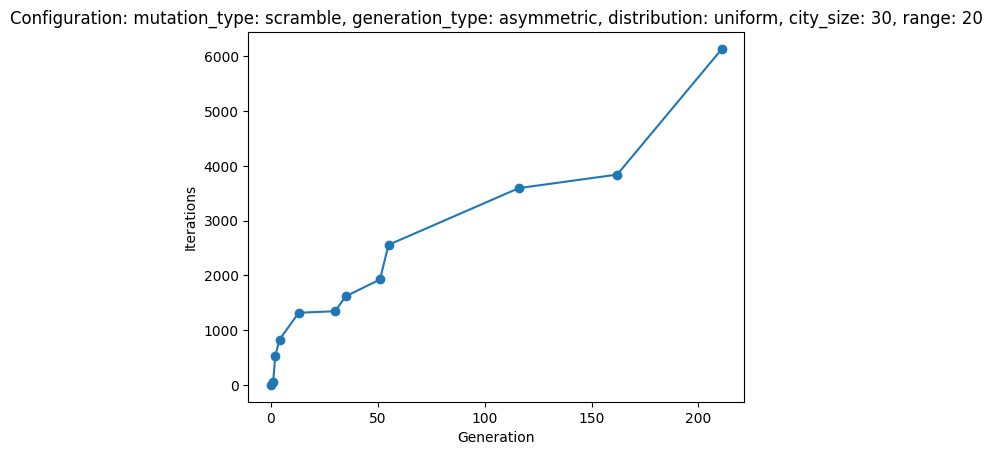 Configuration: mutation_type: scramble, generation_type: asymmetric, distribution: uniform, city_size: 30, range: 20
6000
5000
4000
3000
2000
1000
0
Iterations
0 50 100 150 200
Generation